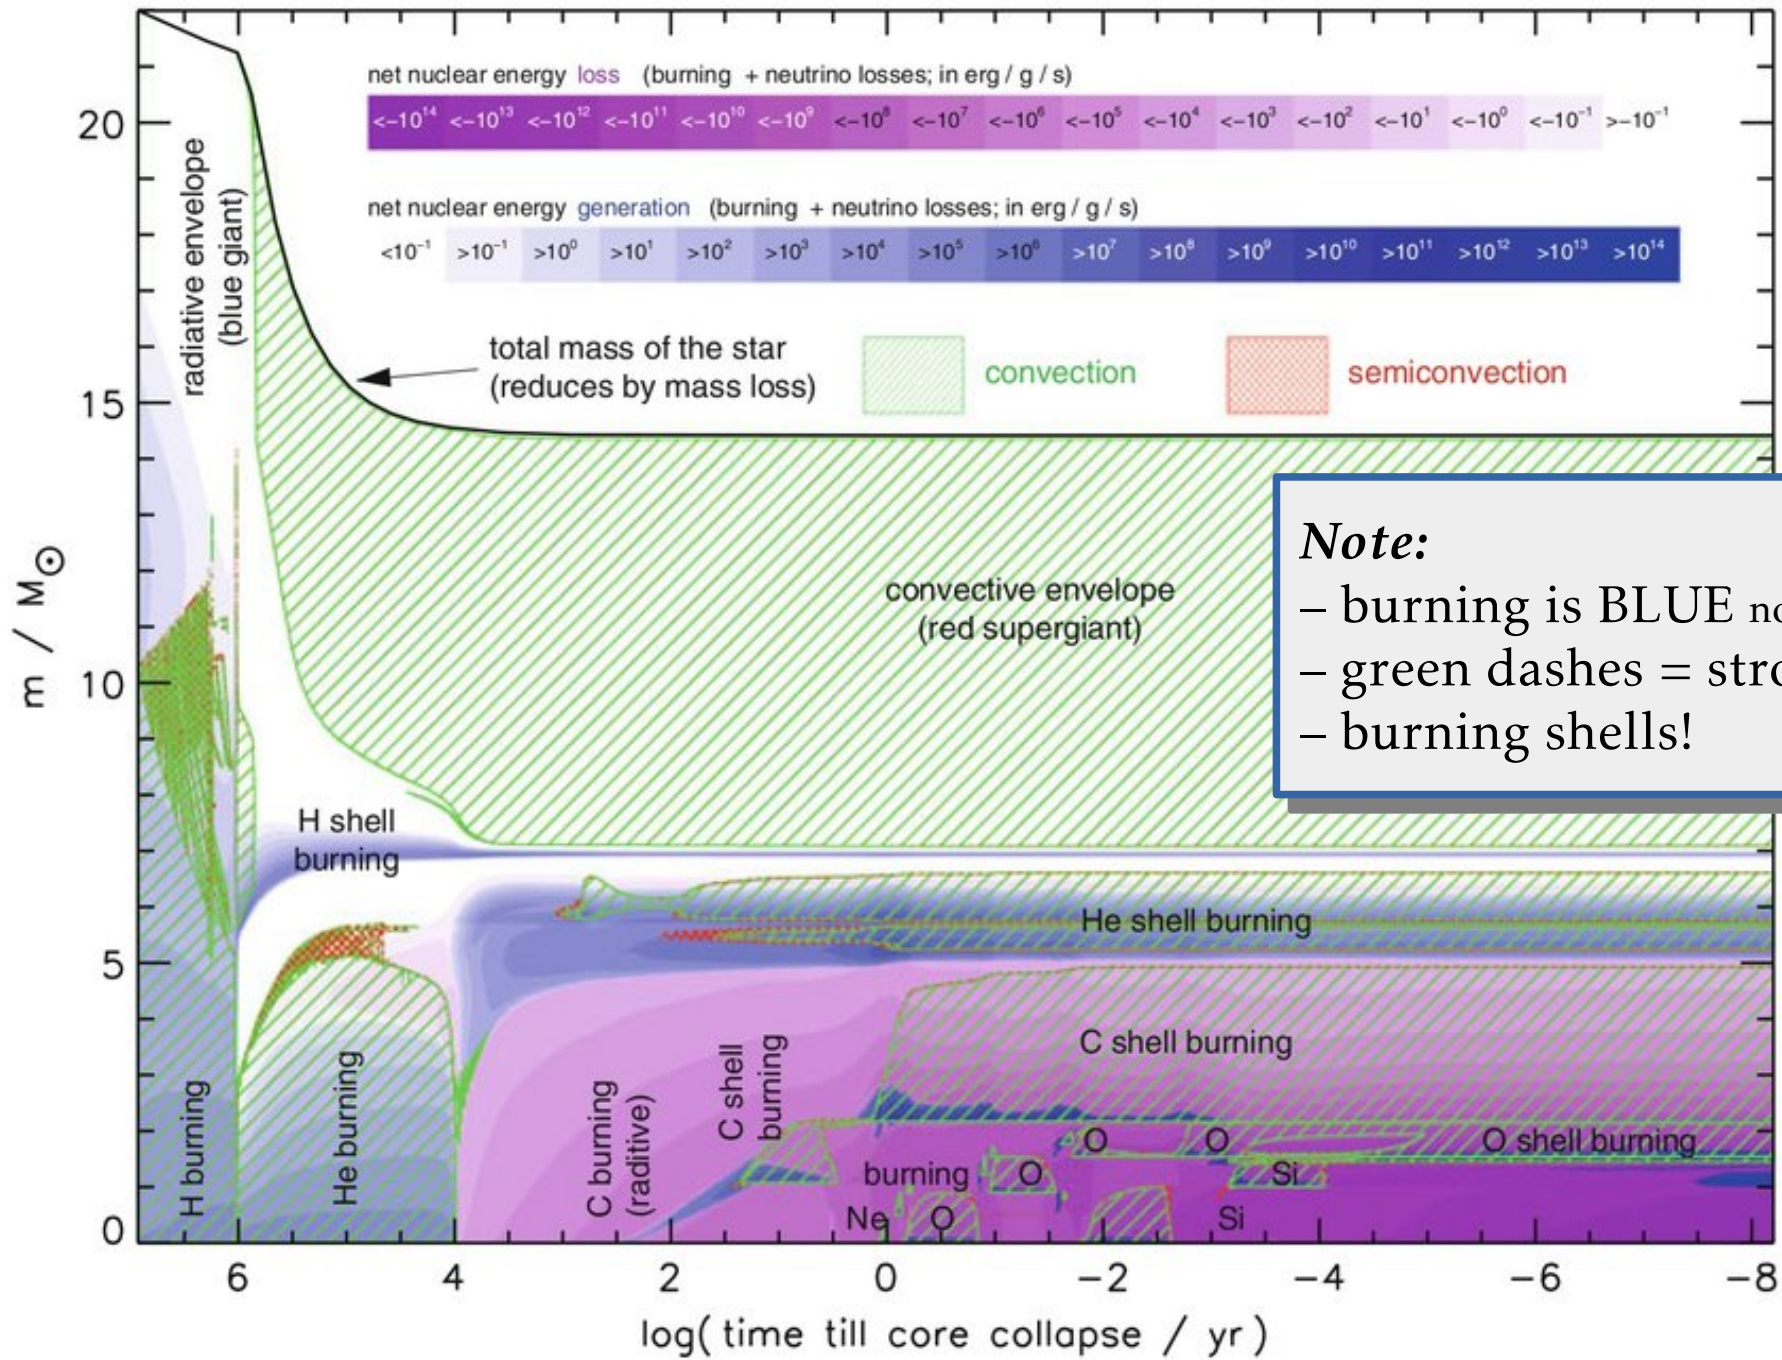 net nuclear energy loss (burning + neutrino losses; in erg / g / s)
<−10¹⁴ <−10¹³ <−10¹² <−10¹¹ <−10¹⁰ <−10⁹ <−10⁸ <−10⁷ <−10⁶ <−10⁵ <−10⁴ <−10³ <−10² <−10¹ <−10⁰ <−10⁻¹ >−10⁻¹
net nuclear energy generation (burning + neutrino losses; in erg / g / s)
<10⁻¹ >10⁻¹ >10⁰ >10¹ >10² >10³ >10⁴ >10⁵ >10⁶ >10⁷ >10⁸ >10⁹ >10¹⁰ >10¹¹ >10¹² >10¹³ >10¹⁴
radiative envelope
(blue giant)
total mass of the star
(reduces by mass loss)
convection
semiconvection
convective envelope
(red supergiant)
Note:
– burning is BLUE
– green dashes =
– burning shells!
H shell
burning
He shell burning
C shell burning
H burning
He burning
C burning
(raditive)
C shell
burning
O O O shell burning
burning O Si
Ne O Si
20
15
10
5
0
m / M☉
6 4 2 0 −2 −4 −6 −8
log( time till core collapse / yr )